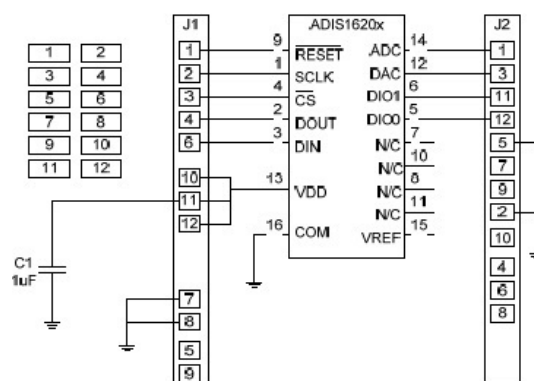 J1
ADIS1620x
J2
1 2
3 4
5 6
7 8
9 10
11 12
1
2
3
4
6
10
11
12
7
8
5
9
9 RESET
1 SCLK
4 CS
2 DOUT
3 DIN
13 VDD
16 COM
ADC 14
DAC 12
DIO1 6
DIO0 5
N/C 7
N/C 10
N/C 8
N/C 11
VREF 15
1
3
11
12
5
7
9
2
10
4
6
8
C1
1uF